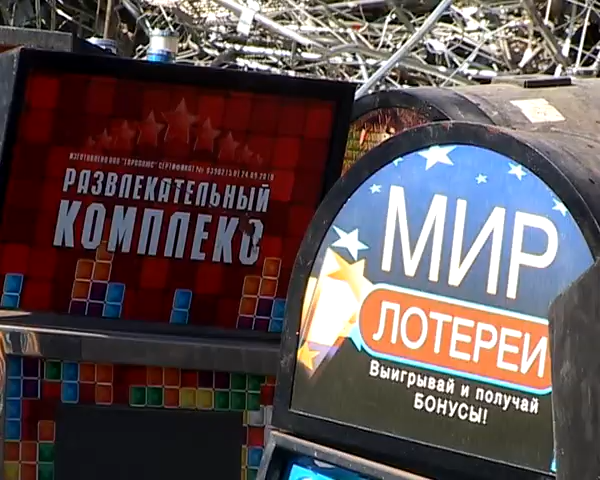 РАЗВЛЕКАТЕЛЬНЫЙ
КОМПЛЕКС
МИР
ЛОТЕРЕИ
Выигрывай и получай
БОНУСЫ!